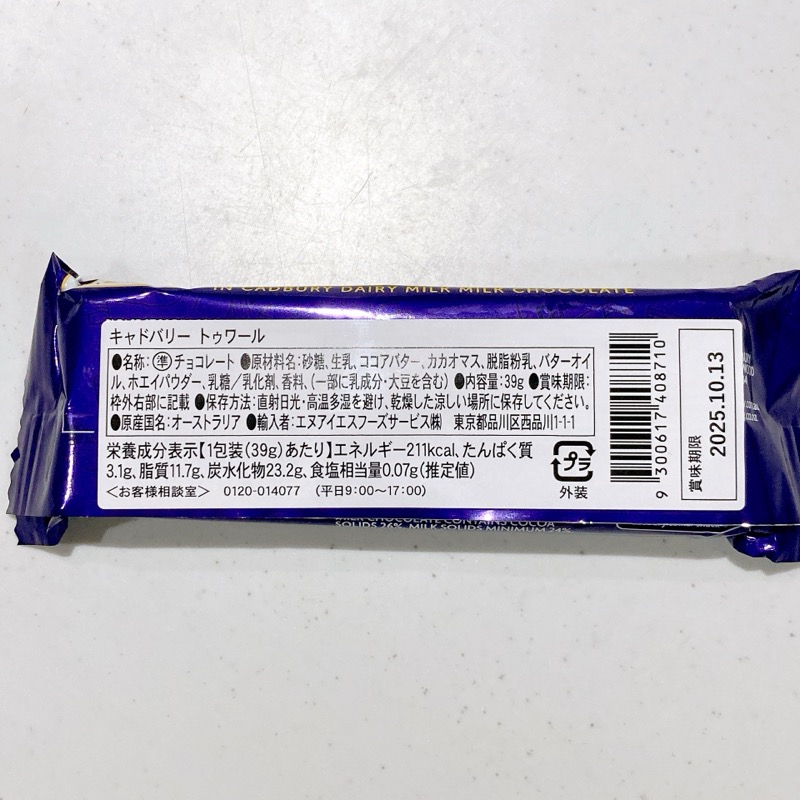 IN CADBURY DAIRY MILK MILK CHOCOLATE
キャドバリー トゥワール
●名称:㊜チョコレート ●原材料名:砂糖、生乳、ココアバター、カカオマス、脱脂粉乳、バターオイ
ル、ホエイパウダー、乳糖／乳化剤、香料、(一部に乳成分・大豆を含む) ●内容量:39g ●賞味期限:
枠外右部に記載 ●保存方法:直射日光・高温多湿を避け、乾燥した涼しい場所に保存してください。
●原産国名:オーストラリア ●輸入者:エヌアイエスフーズサービス㈱ 東京都品川区西品川1-1-1
栄養成分表示【1包装(39g)あたり】エネルギー211kcal、たんぱく質
3.1g、脂質11.7g、炭水化物23.2g、食塩相当量0.07g(推定値)
＜お客様相談室＞ 0120-014077 (平日9:00〜17:00)
プラ
外装
9 300617 408710
賞味期限
2025.10.13
MILK CHOCOLATE CONTAINS COCOA
SOLIDS 26%, MILK SOLIDS MINIMUM 24%